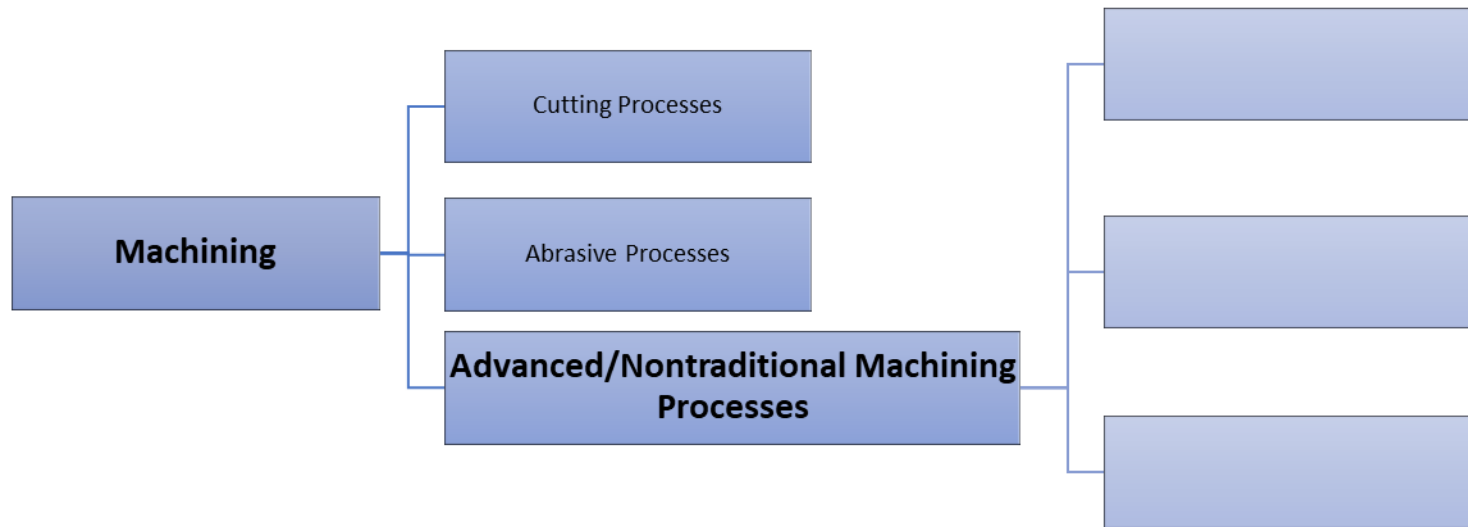 Cutting Processes
Machining
Abrasive Processes
Advanced/Nontraditional Machining
Processes